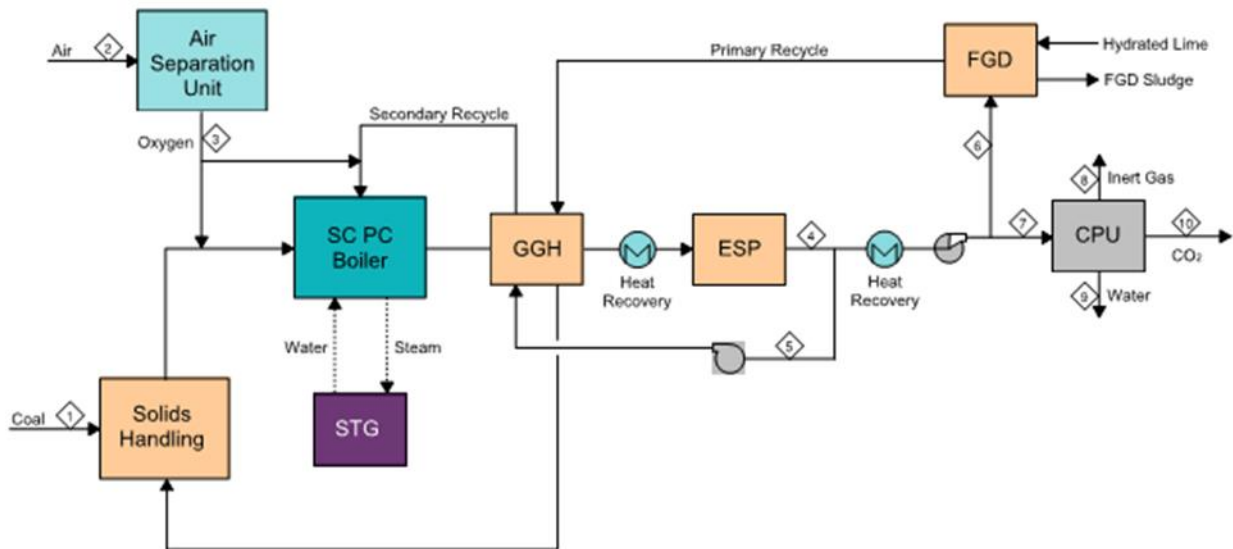 Air
2
Air
Separation
Unit
Primary Recycle
FGD
Hydrated Lime
FGD Sludge
Oxygen
3
Secondary Recycle
6
8
Inert Gas
SC PC
Boiler
GGH
Heat
Recovery
ESP
4
Heat
Recovery
7
CPU
10
CO₂
9
Water
Water
Steam
5
Coal
1
Solids
Handling
STG